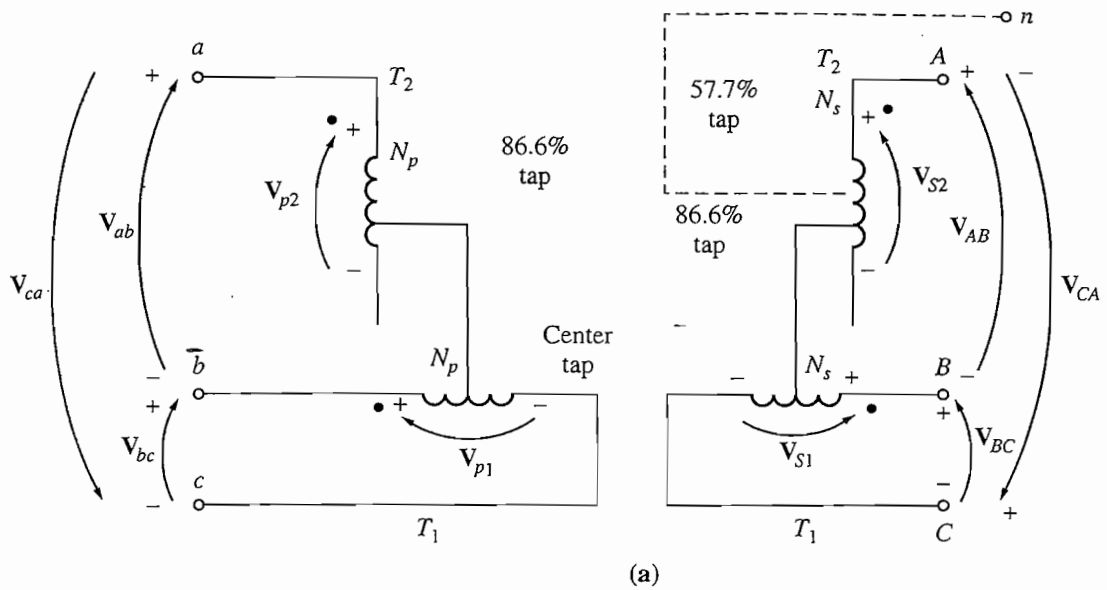 n
a
T2
T2
A
+
+
−
57.7%
tap
Ns
+
+
Np
86.6%
tap
Vp2
VS2
86.6%
tap
Vab
VAB
Vca
VCA
−
−
Center
tap
−
b
Np
Ns
B
−
−
+
+
+
−
+
Vbc
Vp1
VS1
VBC
c
−
−
+
T1
T1
C
(a)